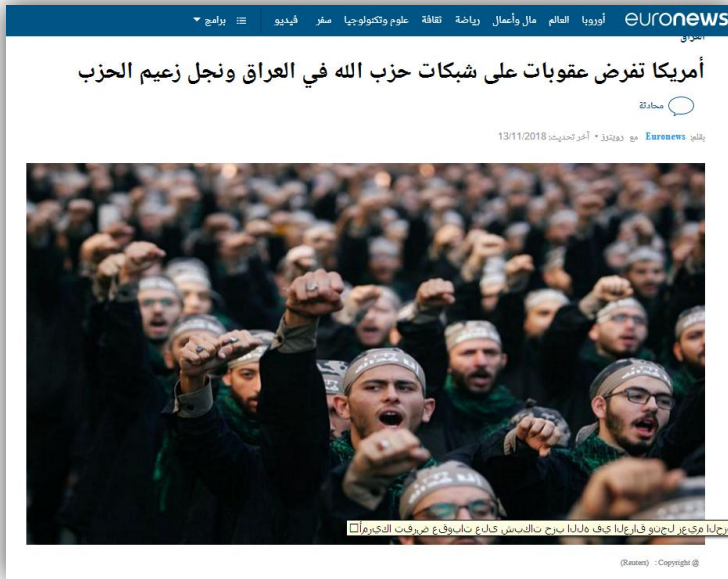 euronews أوروبا العالم مال وأعمال رياضة ثقافة علوم وتكنولوجيا سفر فيديو برامج
العراق
أمريكا تفرض عقوبات على شبكات حزب الله في العراق ونجل زعيم الحزب
محادثة
بقلم: Euronews مع رويترز • آخر تحديث: 13/11/2018
(Reuters) : Copyright @